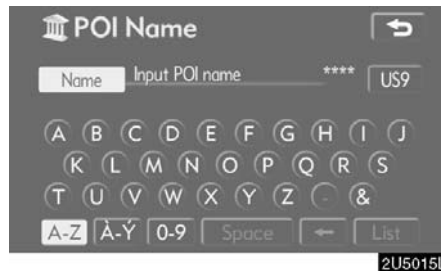 POI Name
Name Input POI name **** US9
A B C D E F G H I J
K L M N O P Q R S
T U V W X Y Z - &
A-Z À-Ý 0-9 Space ← List
2U5015I